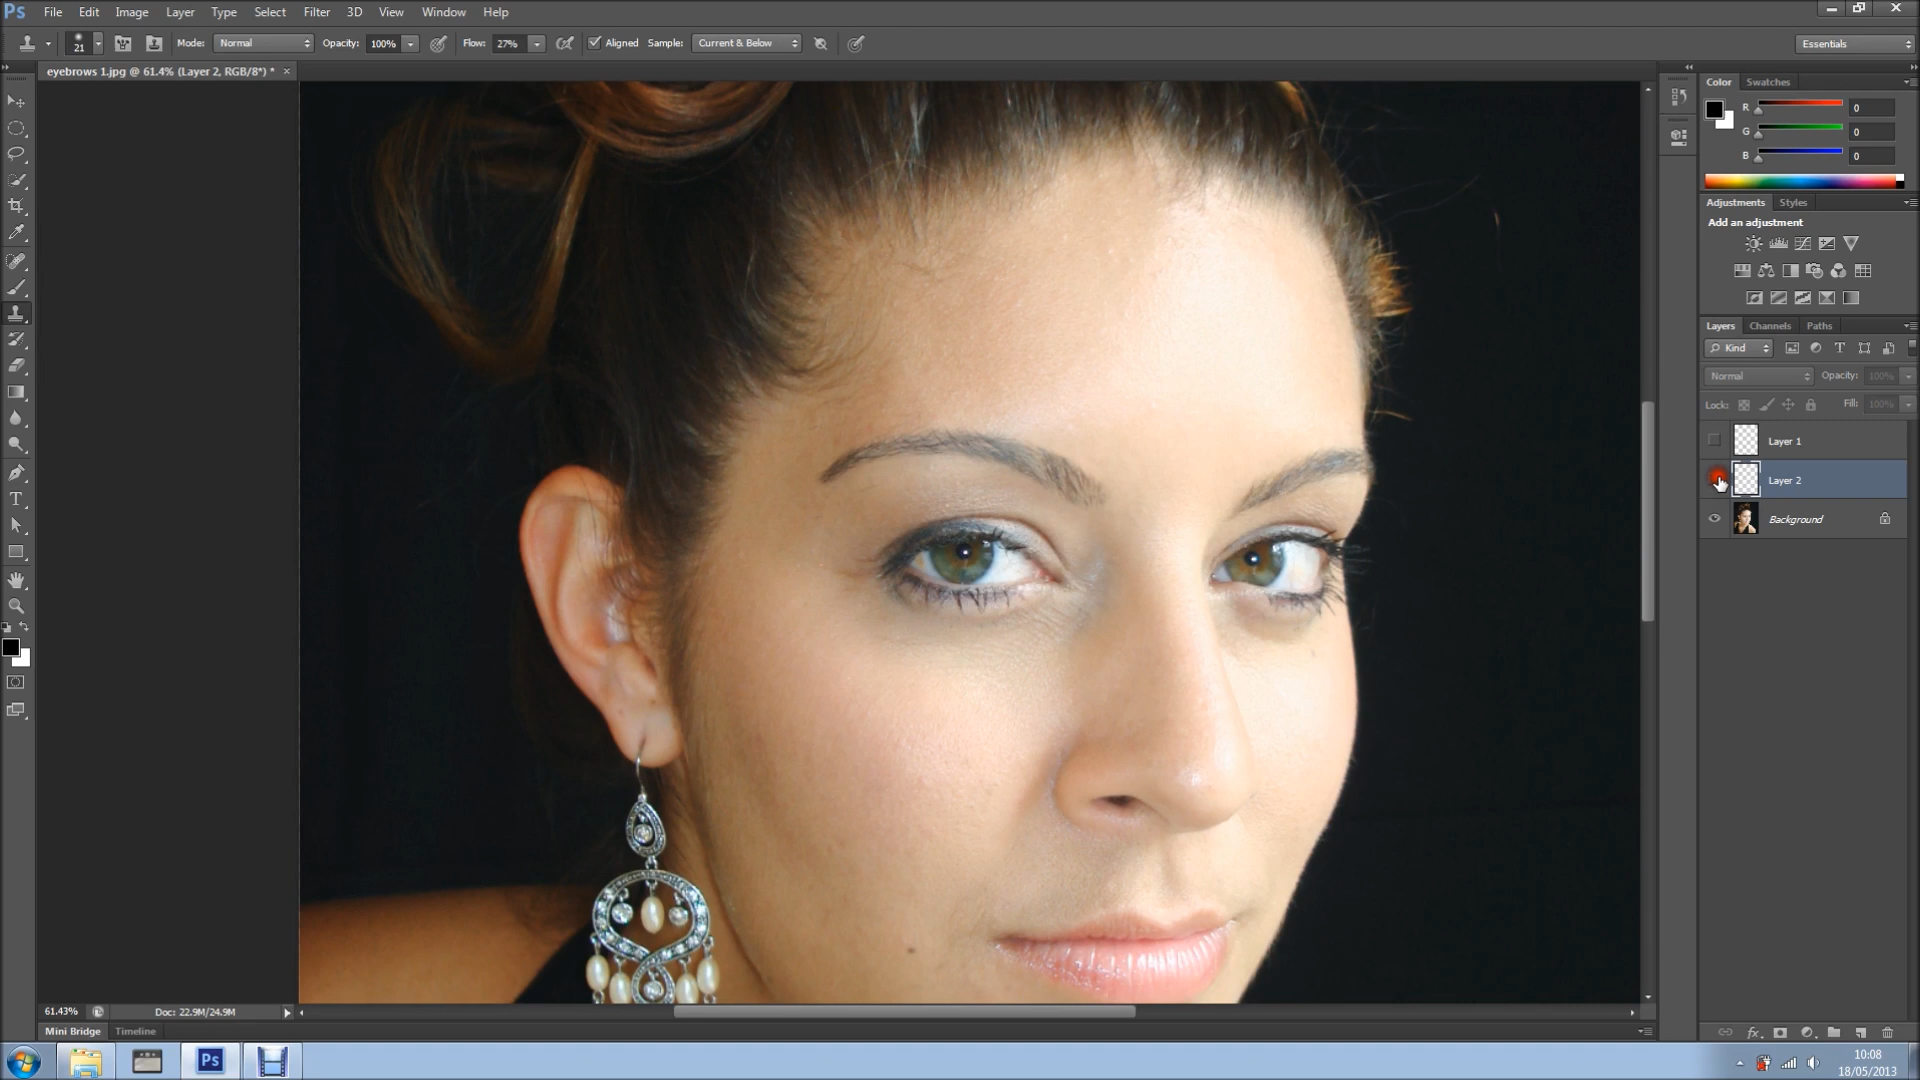 Ps File Edit Image Layer Type Select Filter 3D View Window Help
21 Mode: Normal Opacity: 100% Flow: 27% Aligned Sample: Current & Below Essentials
eyebrows 1.jpg @ 61.4% (Layer 2, RGB/8*) * ×
Color Swatches
R 0
G 0
B 0
Adjustments Styles
Add an adjustment
Layers Channels Paths
Kind
Normal Opacity: 100%
Lock: Fill: 100%
Layer 1
Layer 2
Background
61.43% Doc: 22.9M/24.9M
Mini Bridge Timeline
Ps
10:08
18/05/2013